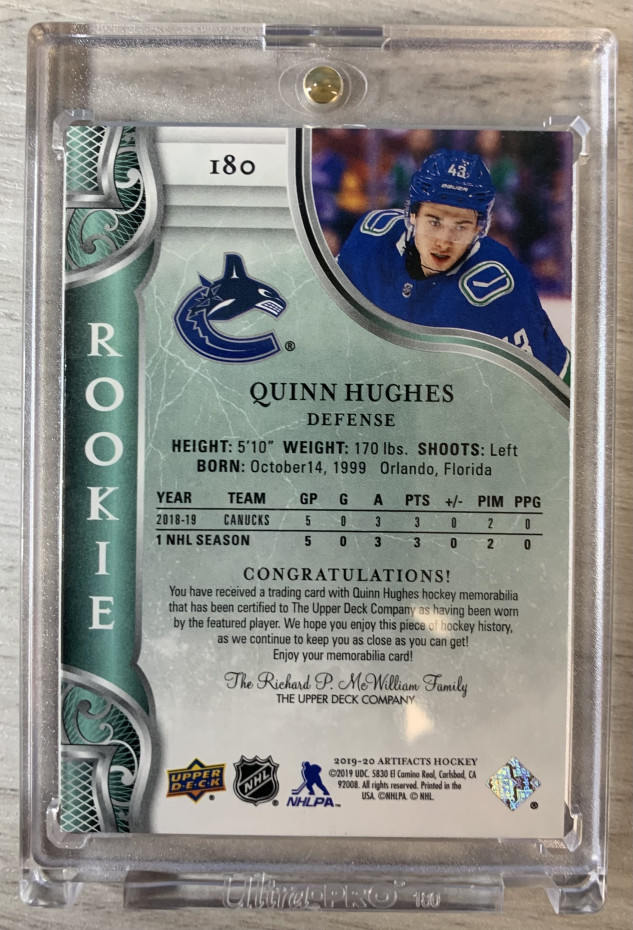 180
43
BAUER
ROOKIE
®
QUINN HUGHES
DEFENSE
HEIGHT: 5'10" WEIGHT: 170 lbs. SHOOTS: Left
BORN: October14, 1999 Orlando, Florida
YEAR TEAM GP G A PTS +/- PIM PPG
2018-19 CANUCKS 5 0 3 3 0 2 0
1 NHL SEASON 5 0 3 3 0 2 0
CONGRATULATIONS!
You have received a trading card with Quinn Hughes hockey memorabilia
that has been certified to The Upper Deck Company as having been worn
by the featured player. We hope you enjoy this piece of hockey history,
as we continue to keep you as close as you can get!
Enjoy your memorabilia card!
The Richard P. McWilliam Family
THE UPPER DECK COMPANY
2019-20 ARTIFACTS HOCKEY
©2019 UDC. 5830 El Camino Real, Carlsbad, CA
92008. All rights reserved. Printed in the
USA. ©NHLPA © NHL.
UPPER
D·E·C·K
®
NHL
®
NHLPA™
®
Ultra·PRO® 180